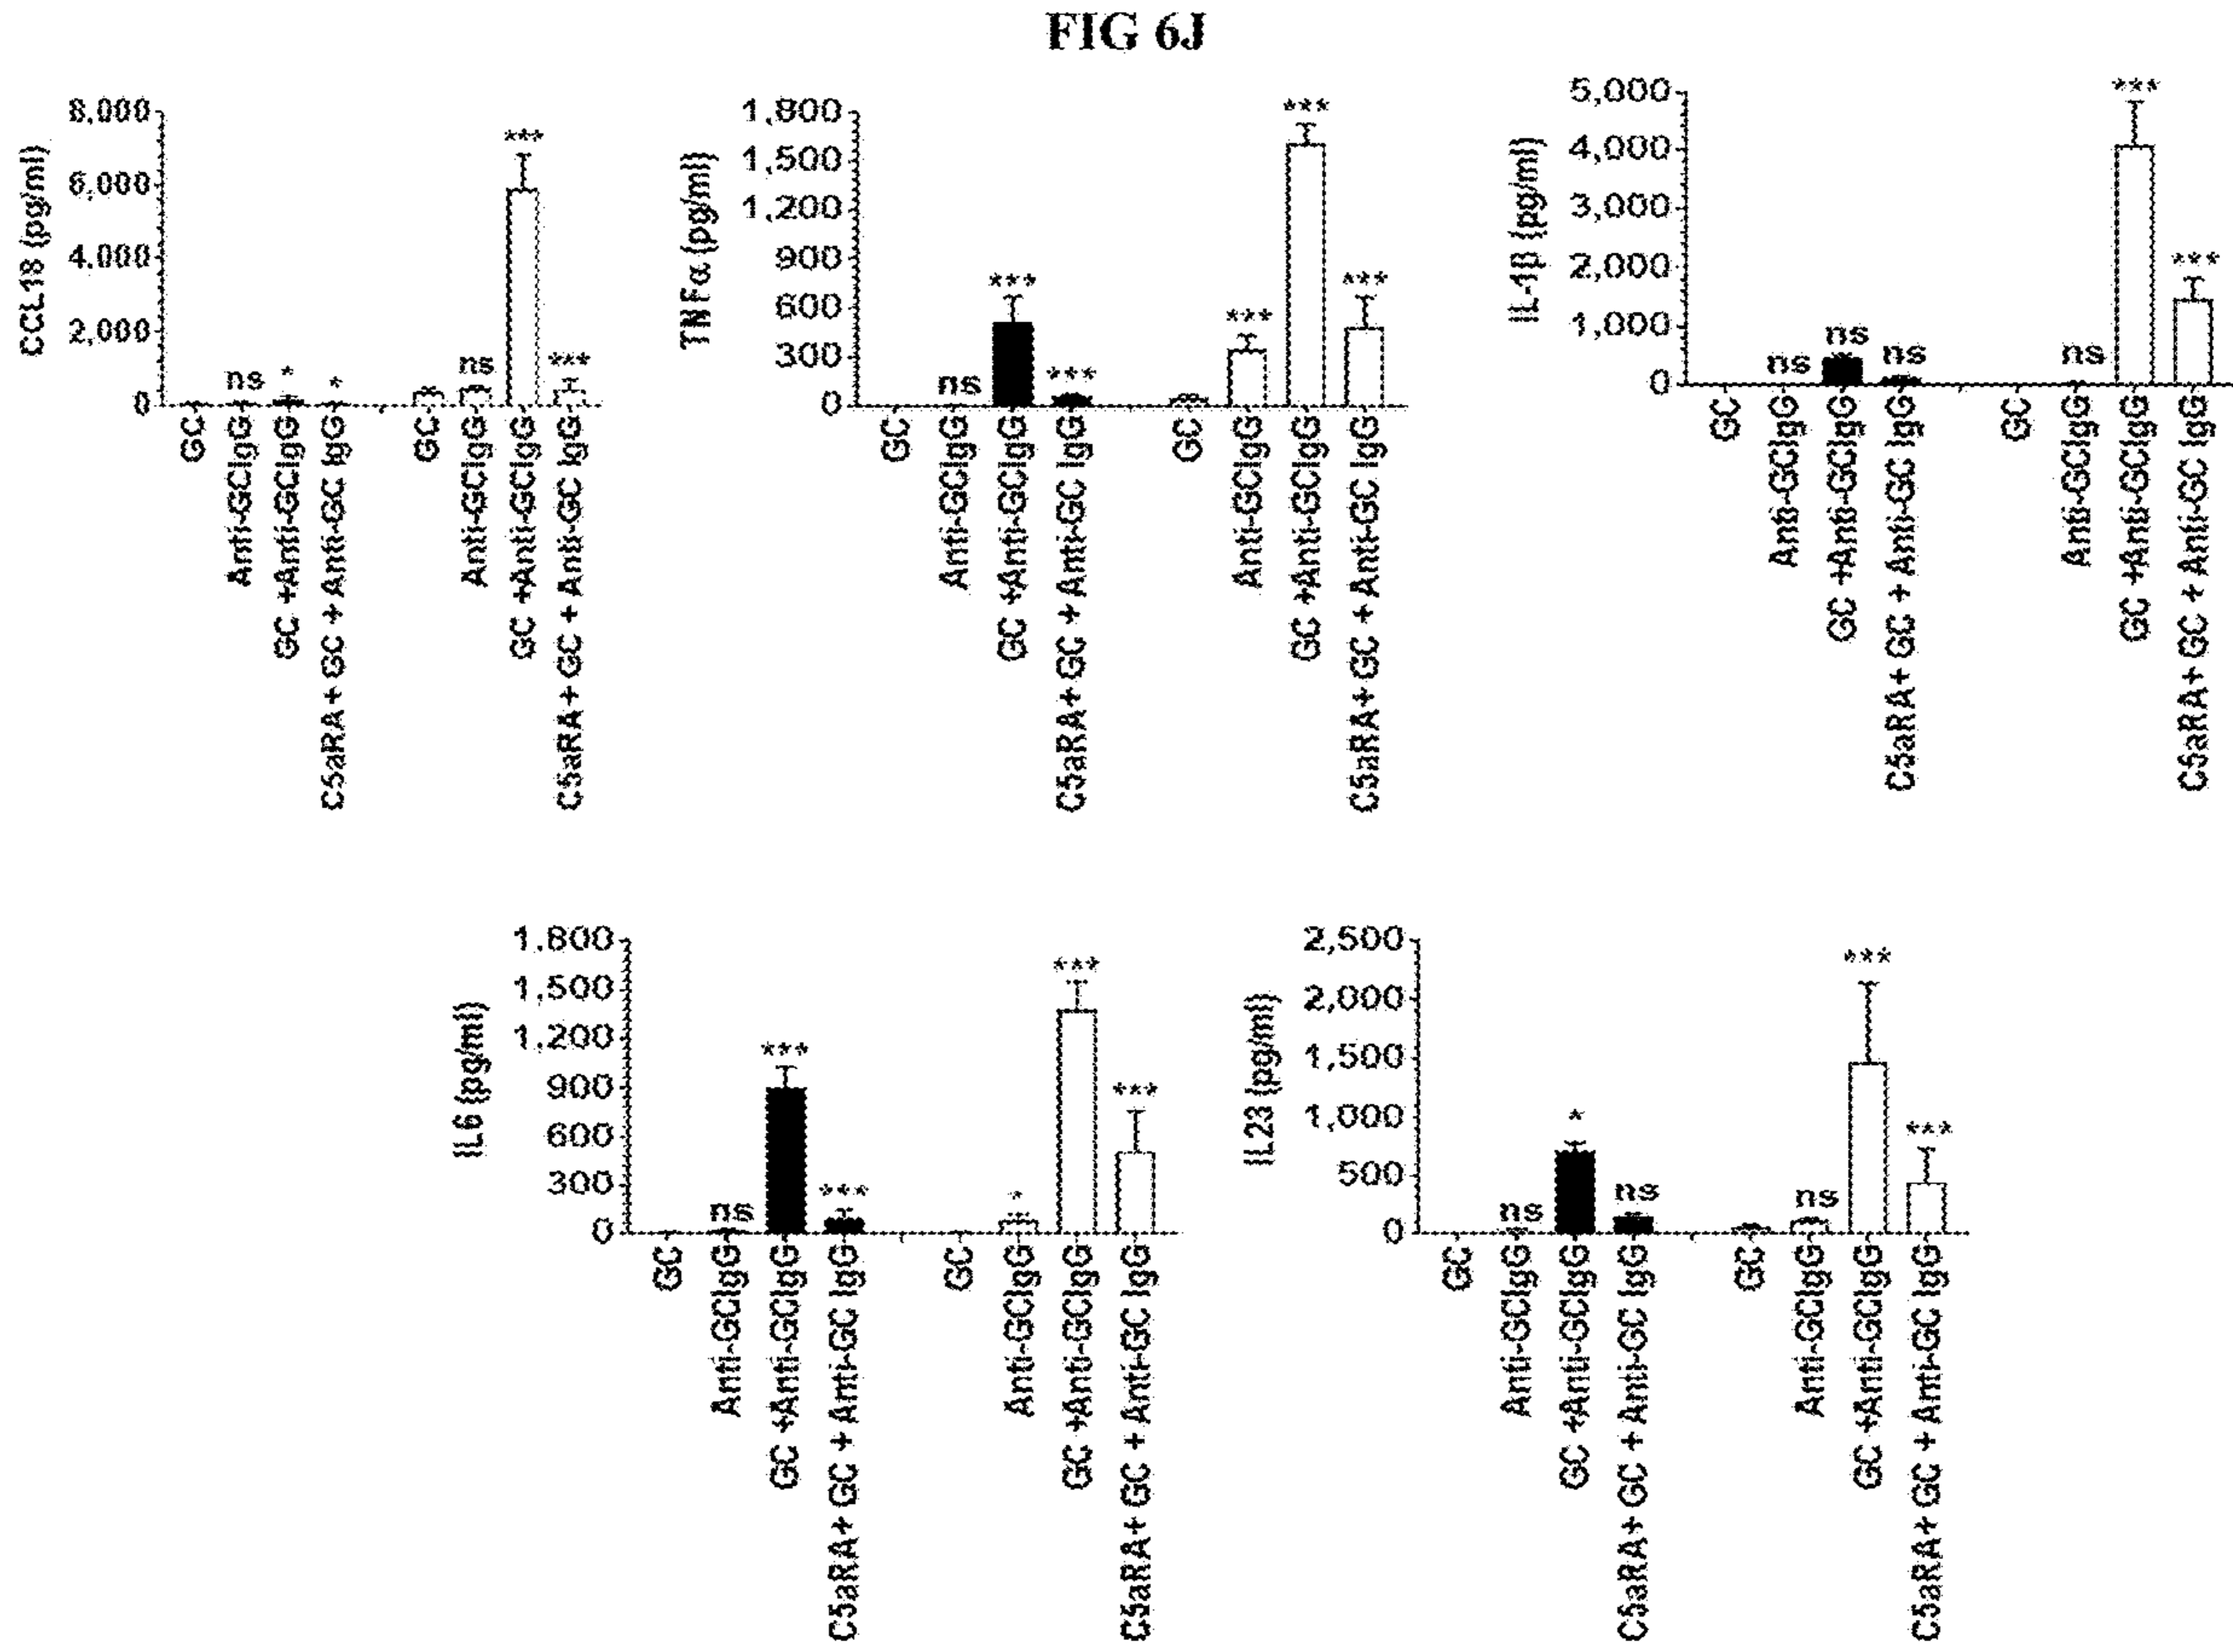 FIG 6J
CCL18 (pg/ml)
8,000
6,000
4,000
2,000
0
ns
*
*
ns
***
***
GC
Anti-GCIgG
GC +Anti-GCIgG
C5aRA+ GC + Anti-GC IgG
GC
Anti-GCIgG
GC +Anti-GCIgG
C5aRA+ GC + Anti-GC IgG
TNFα (pg/ml)
1,800
1,500
1,200
900
600
300
0
ns
***
***
***
***
***
GC
Anti-GCIgG
GC +Anti-GCIgG
C5aRA+ GC + Anti-GC IgG
GC
Anti-GCIgG
GC +Anti-GCIgG
C5aRA+ GC + Anti-GC IgG
IL-1β (pg/ml)
5,000
4,000
3,000
2,000
1,000
0
ns
ns
ns
ns
***
***
GC
Anti-GCIgG
GC +Anti-GCIgG
C5aRA+ GC + Anti-GC IgG
GC
Anti-GCIgG
GC +Anti-GCIgG
C5aRA+ GC + Anti-GC IgG
IL6 (pg/ml)
1,800
1,500
1,200
900
600
300
0
ns
***
***
*
***
***
GC
Anti-GCIgG
GC +Anti-GCIgG
C5aRA+ GC + Anti-GC IgG
GC
Anti-GCIgG
GC +Anti-GCIgG
C5aRA+ GC + Anti-GC IgG
IL23 (pg/ml)
2,500
2,000
1,500
1,000
500
0
ns
*
ns
ns
***
***
GC
Anti-GCIgG
GC +Anti-GCIgG
C5aRA+ GC + Anti-GC IgG
GC
Anti-GCIgG
GC +Anti-GCIgG
C5aRA+ GC + Anti-GC IgG